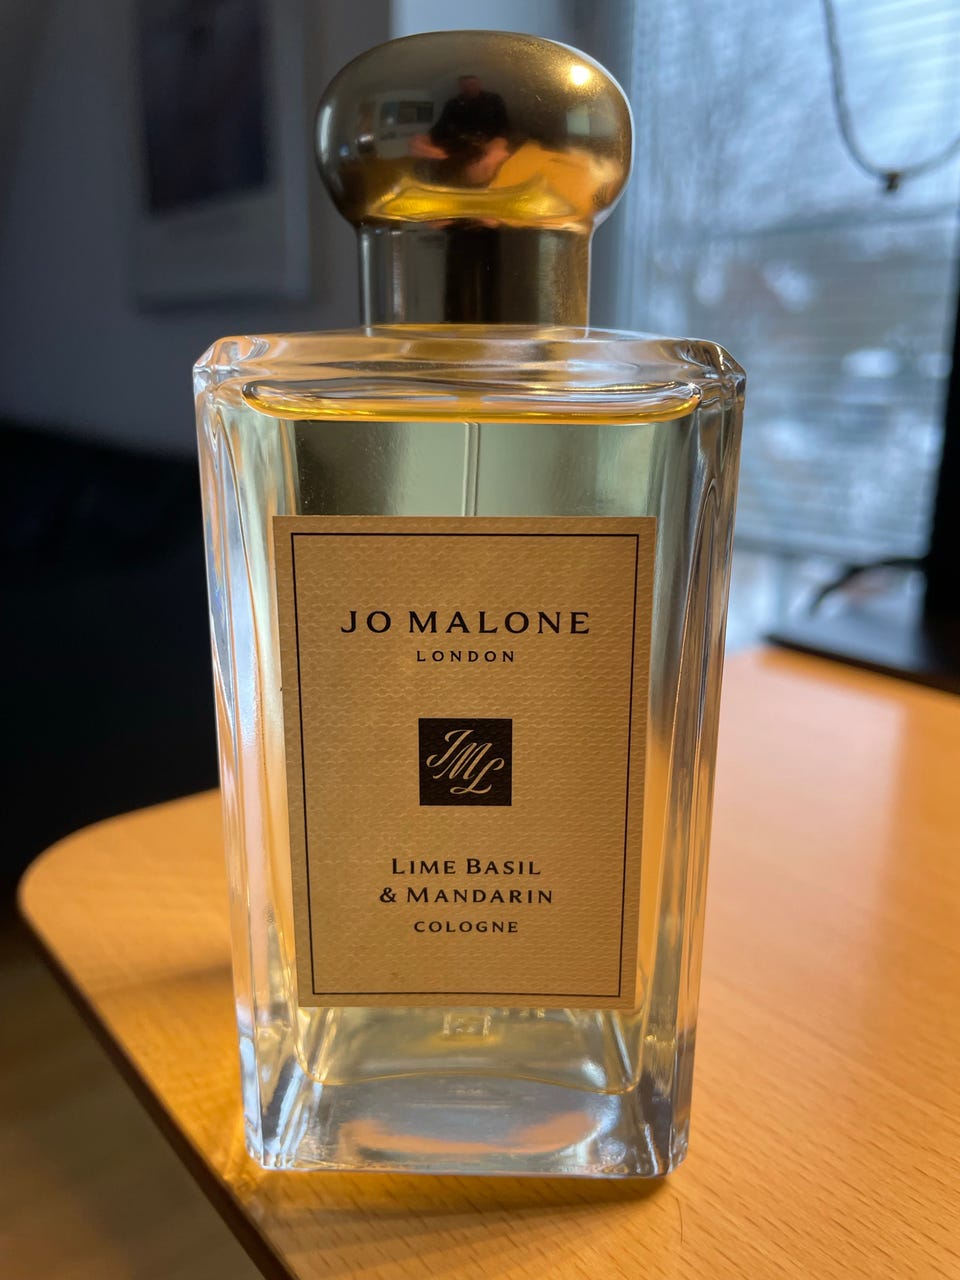 JO MALONE
LONDON
JML
LIME BASIL
& MANDARIN
COLOGNE